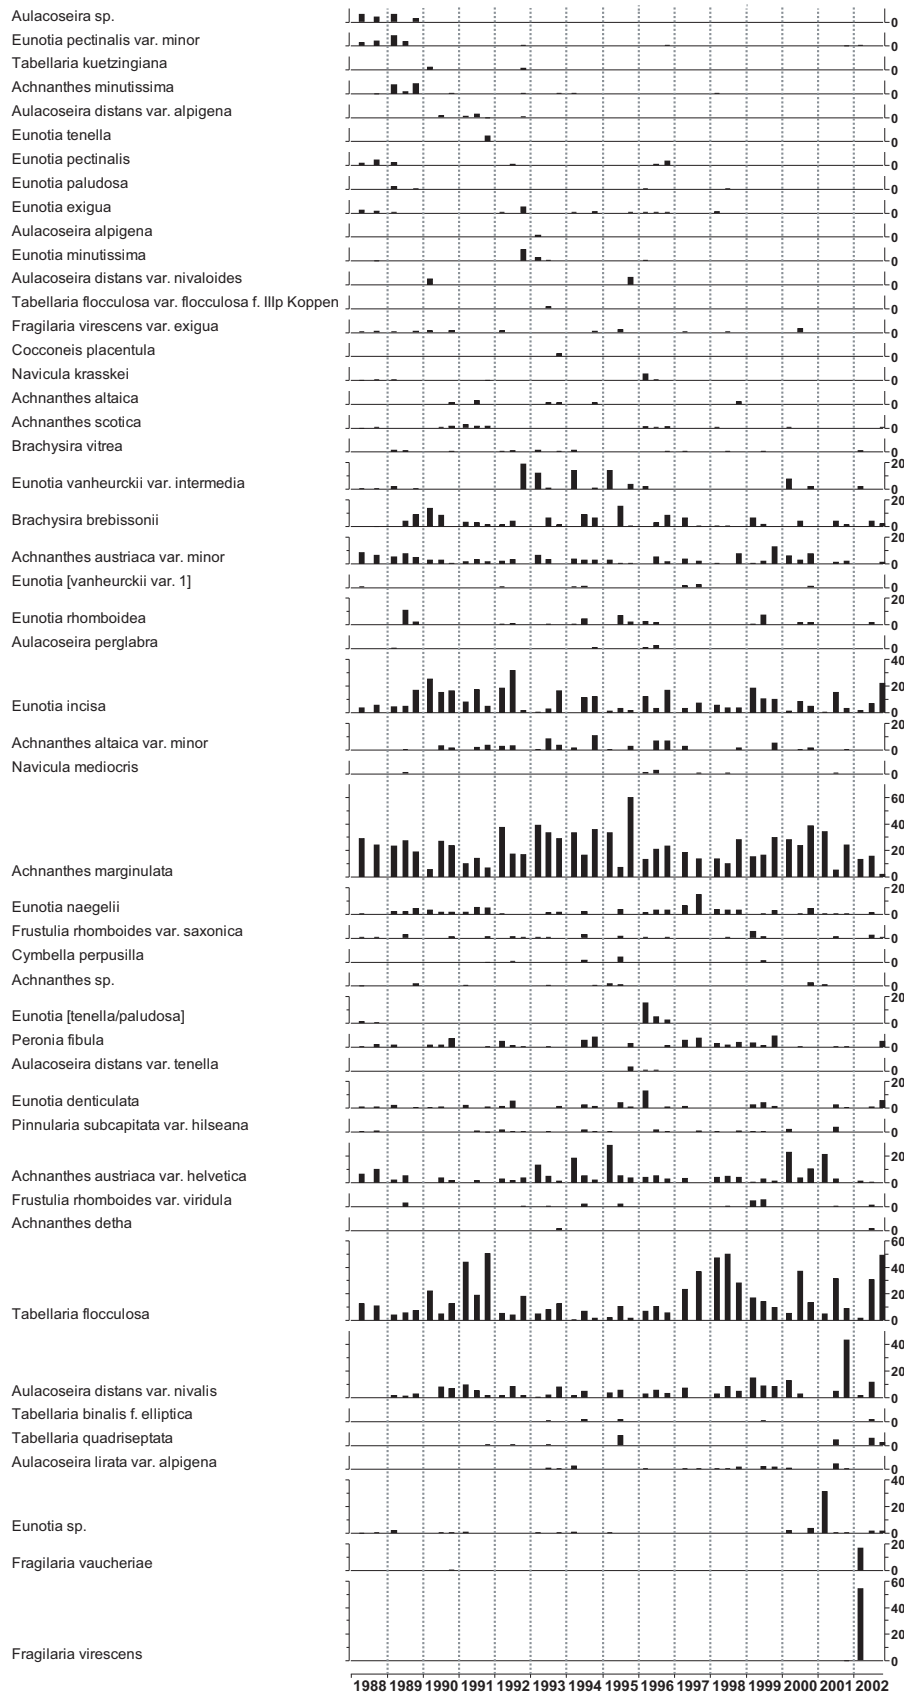 Aulacoseira sp. 0
Eunotia pectinalis var. minor 0
Tabellaria kuetzingiana 0
Achnanthes minutissima 0
Aulacoseira distans var. alpigena 0
Eunotia tenella 0
Eunotia pectinalis 0
Eunotia paludosa 0
Eunotia exigua 0
Aulacoseira alpigena 0
Eunotia minutissima 0
Aulacoseira distans var. nivaloides 0
Tabellaria flocculosa var. flocculosa f. IIIp Koppen 0
Fragilaria virescens var. exigua 0
Cocconeis placentula 0
Navicula krasskei 0
Achnanthes altaica 0
Achnanthes scotica 0
Brachysira vitrea 0
20
Eunotia vanheurckii var. intermedia 0
20
Brachysira brebissonii 0
20
Achnanthes austriaca var. minor 0
Eunotia [vanheurckii var. 1] 0
20
Eunotia rhomboidea 0
Aulacoseira perglabra 0
40
20
Eunotia incisa 0
20
Achnanthes altaica var. minor 0
Navicula mediocris 0
60
40
20
Achnanthes marginulata 0
20
Eunotia naegelii 0
Frustulia rhomboides var. saxonica 0
Cymbella perpusilla 0
Achnanthes sp. 0
20
Eunotia [tenella/paludosa] 0
Peronia fibula 0
Aulacoseira distans var. tenella 0
20
Eunotia denticulata 0
Pinnularia subcapitata var. hilseana 0
20
Achnanthes austriaca var. helvetica 0
Frustulia rhomboides var. viridula 0
Achnanthes detha 0
60
40
20
Tabellaria flocculosa 0
40
20
Aulacoseira distans var. nivalis 0
Tabellaria binalis f. elliptica 0
Tabellaria quadriseptata 0
Aulacoseira lirata var. alpigena 0
40
20
Eunotia sp. 0
20
Fragilaria vaucheriae 0
60
40
20
Fragilaria virescens 0
1988 1989 1990 1991 1992 1993 1994 1995 1996 1997 1998 1999 2000 2001 2002